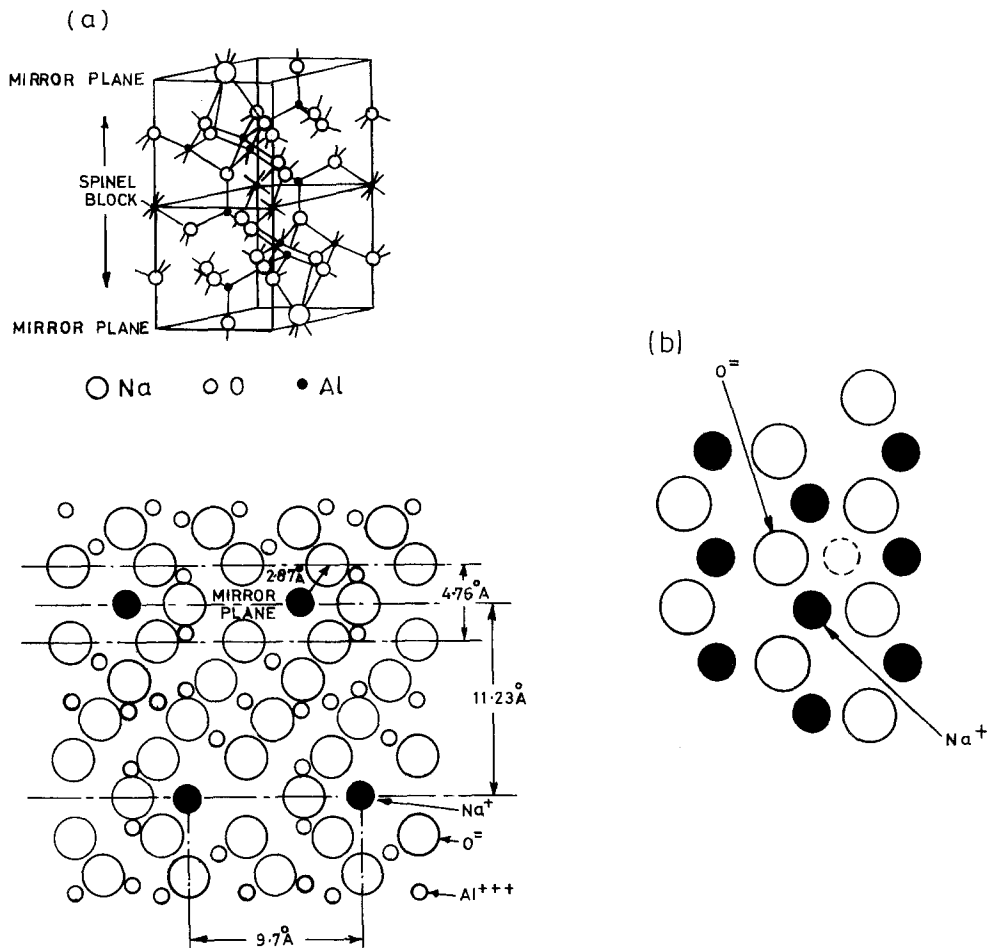 (a)
MIRROR PLANE
SPINEL
BLOCK
MIRROR PLANE
Na
O
Al
2.87Å
MIRROR
PLANE
4.76Å
11.23Å
Na+
O=
Al+++
9.7Å
(b)
O=
Na+